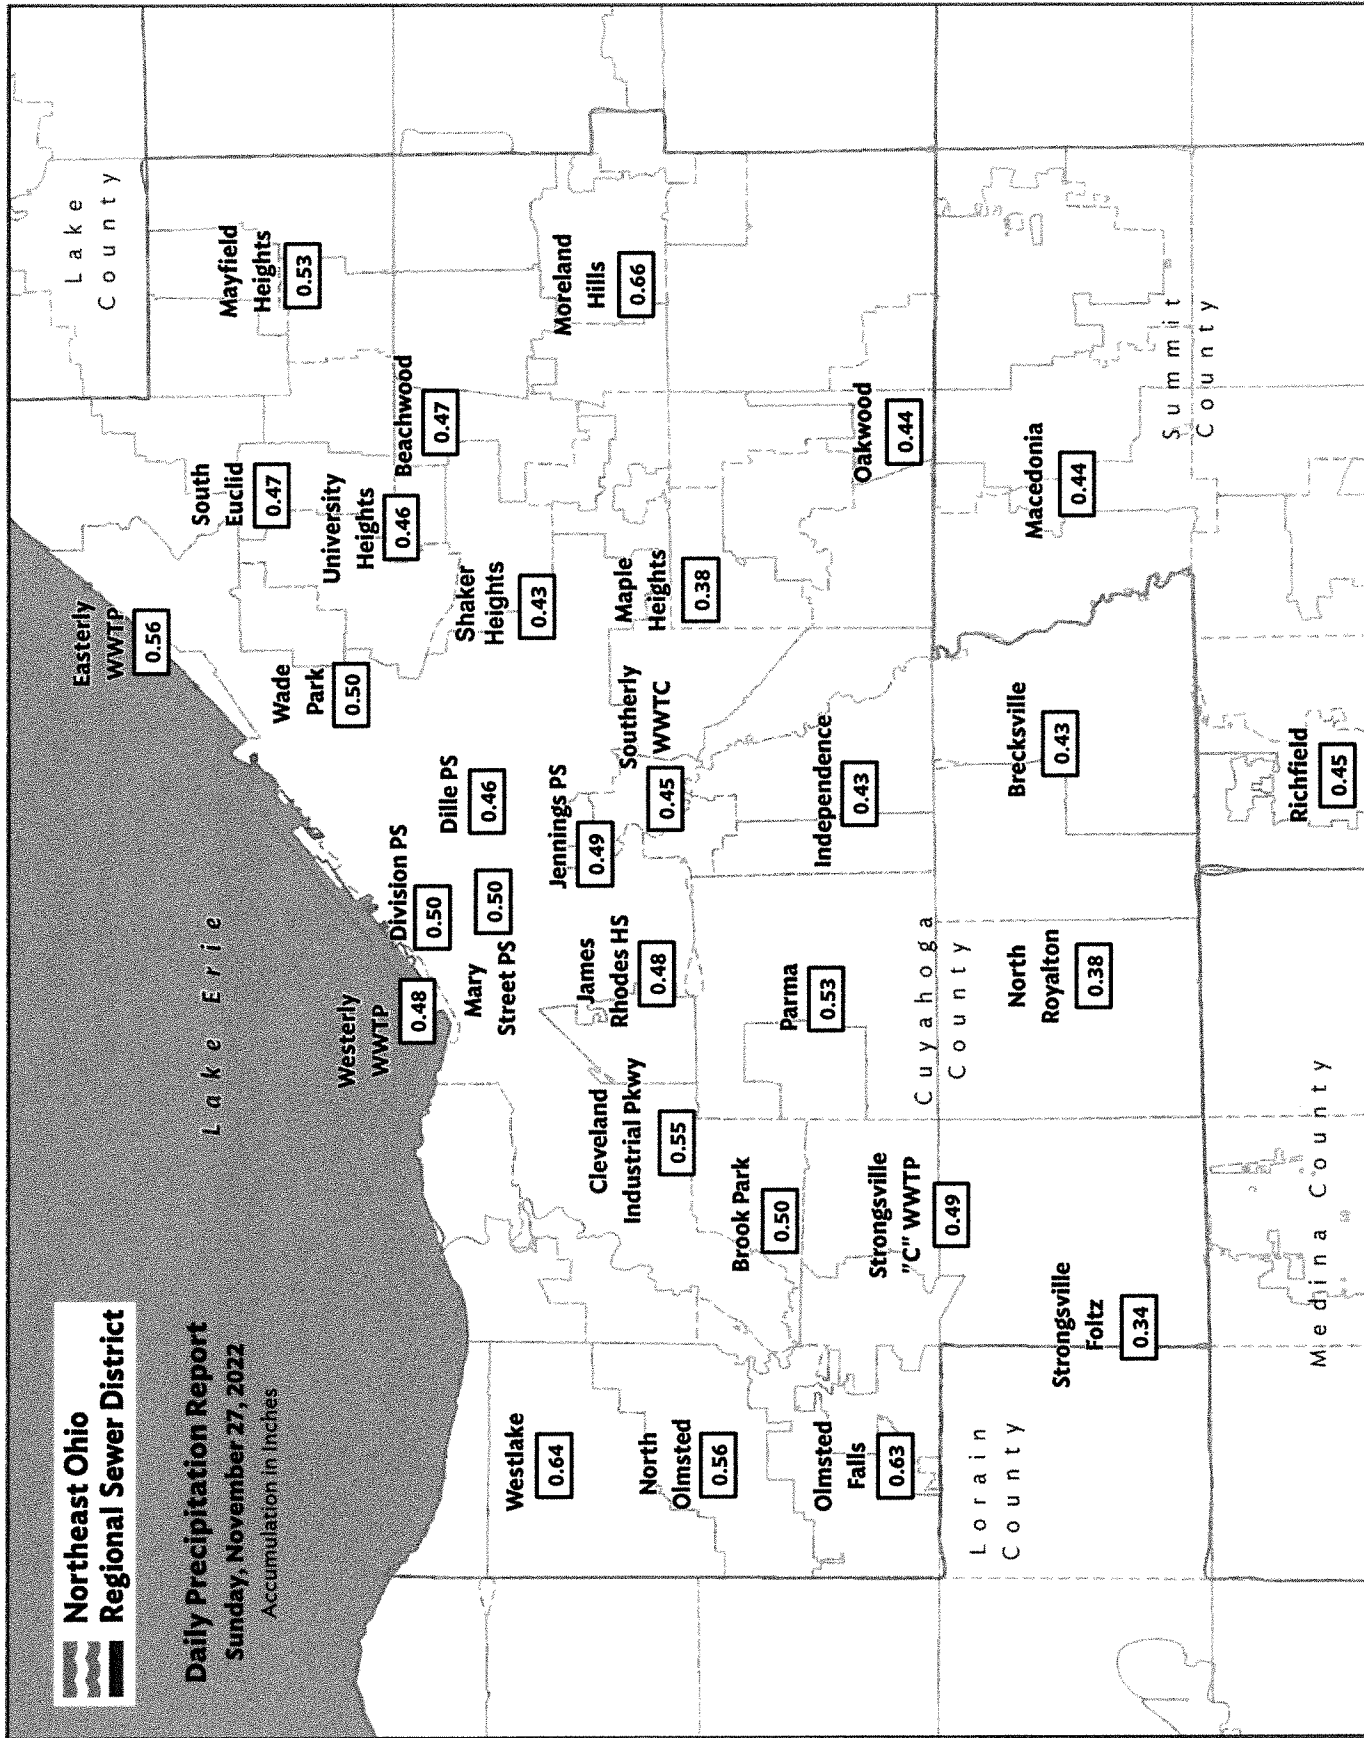 Northeast Ohio
Regional Sewer District
Daily Precipitation Report
Sunday, November 27, 2022
Accumulation in Inches
Lake Erie
Lake
County
Easterly
WWTP
0.56
Mayfield
Heights
0.53
South
Euclid
0.47
Wade
Park
0.50
University
Heights
0.46
Beachwood
0.47
Westerly
WWTP
0.48
Division PS
0.50
Dille PS
0.46
Mary
Street PS
0.50
Shaker
Heights
0.43
Moreland
Hills
0.66
Westlake
0.64
Jennings PS
0.49
James
Rhodes HS
0.48
Southerly
WWTC
0.45
Maple
Heights
0.38
Cleveland
Industrial Pkwy
0.55
North
Olmsted
0.56
Brook Park
0.50
Parma
0.53
Independence
0.43
Oakwood
0.44
Olmsted
Falls
0.63
Strongsville
"C" WWTP
0.49
Cuyahoga
County
Lorain
County
North
Royalton
0.38
Brecksville
0.43
Macedonia
0.44
Strongsville
Foltz
0.34
Summit
County
Richfield
0.45
Medina County